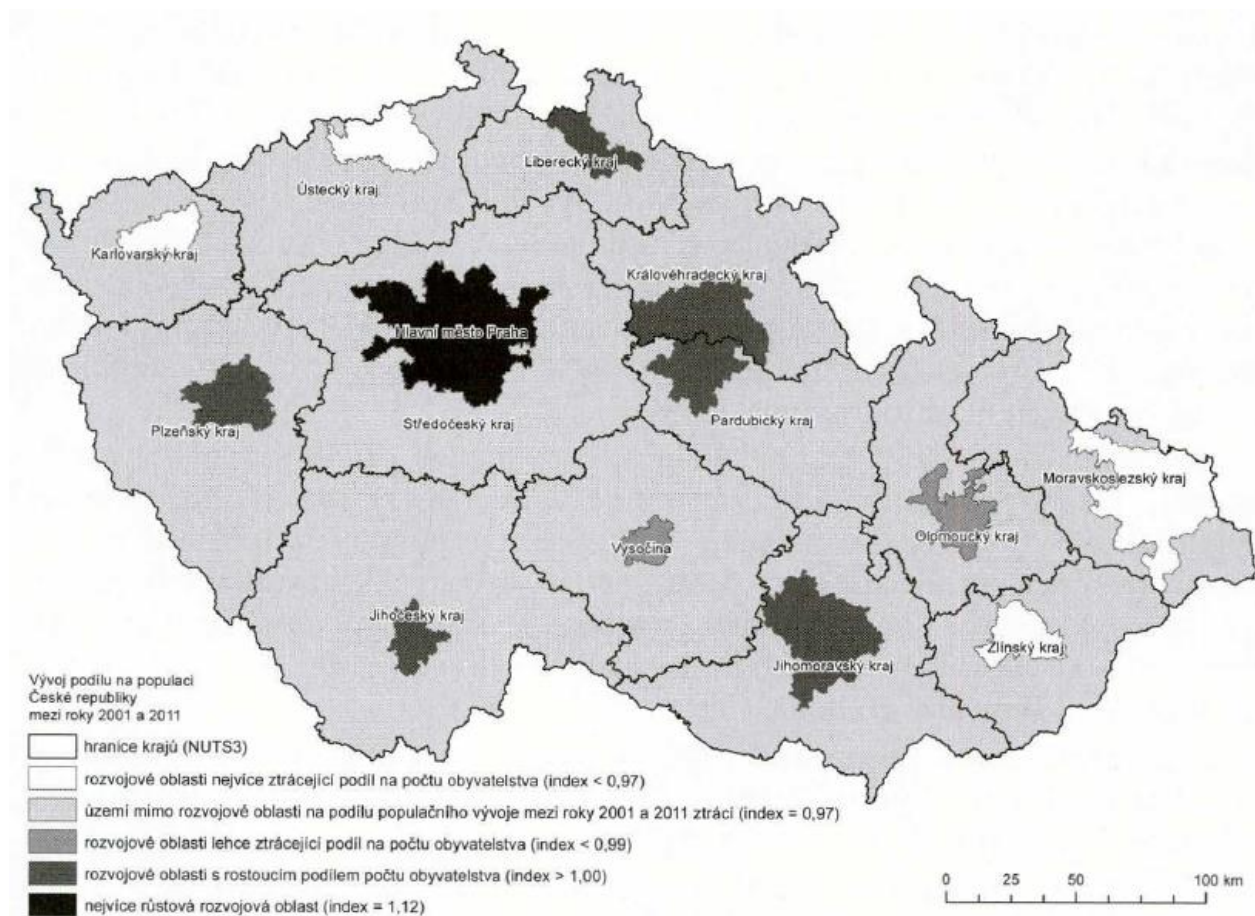 Liberecký kraj
Ústecký kraj
Karlovarský kraj
Královéhradecký kraj
Hlavní město Praha
Plzeňský kraj
Středočeský kraj
Pardubický kraj
Moravskoslezský kraj
Olomoucký kraj
Vysočina
Jihočeský kraj
Zlínský kraj
Jihomoravský kraj
Vývoj podílu na populaci
České republiky
mezi roky 2001 a 2011
hranice krajů (NUTS3)
rozvojové oblasti nejvíce ztrácející podíl na počtu obyvatelstva (index < 0,97)
území mimo rozvojové oblasti na podílu populačního vývoje mezi roky 2001 a 2011 ztrácí (index = 0,97)
rozvojové oblasti lehce ztrácející podíl na počtu obyvatelstva (index < 0,99)
rozvojové oblasti s rostoucím podílem počtu obyvatelstva (index > 1,00)
nejvíce růstová rozvojová oblast (index = 1,12)
0 25 50 100 km